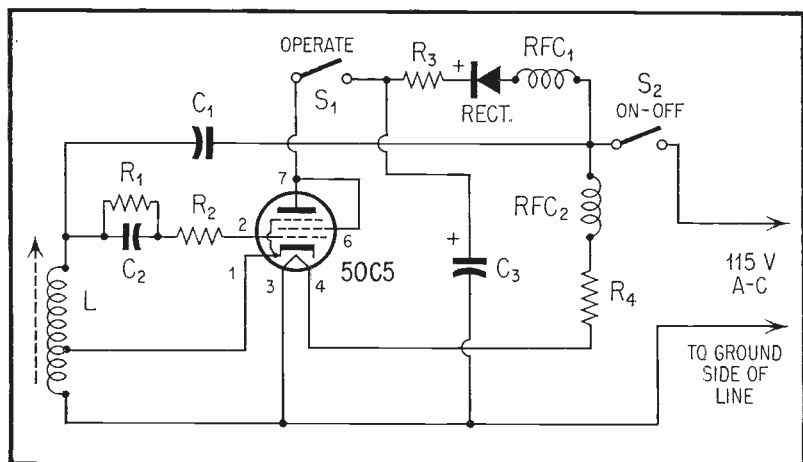 OPERATE
S1
R3
+
RECT.
RFC1
S2
ON-OFF
C1
R1
C2
R2
7
2
6
1
3
4
50C5
+
C3
RFC2
R4
L
115 V
A-C
TO GROUND
SIDE OF
LINE